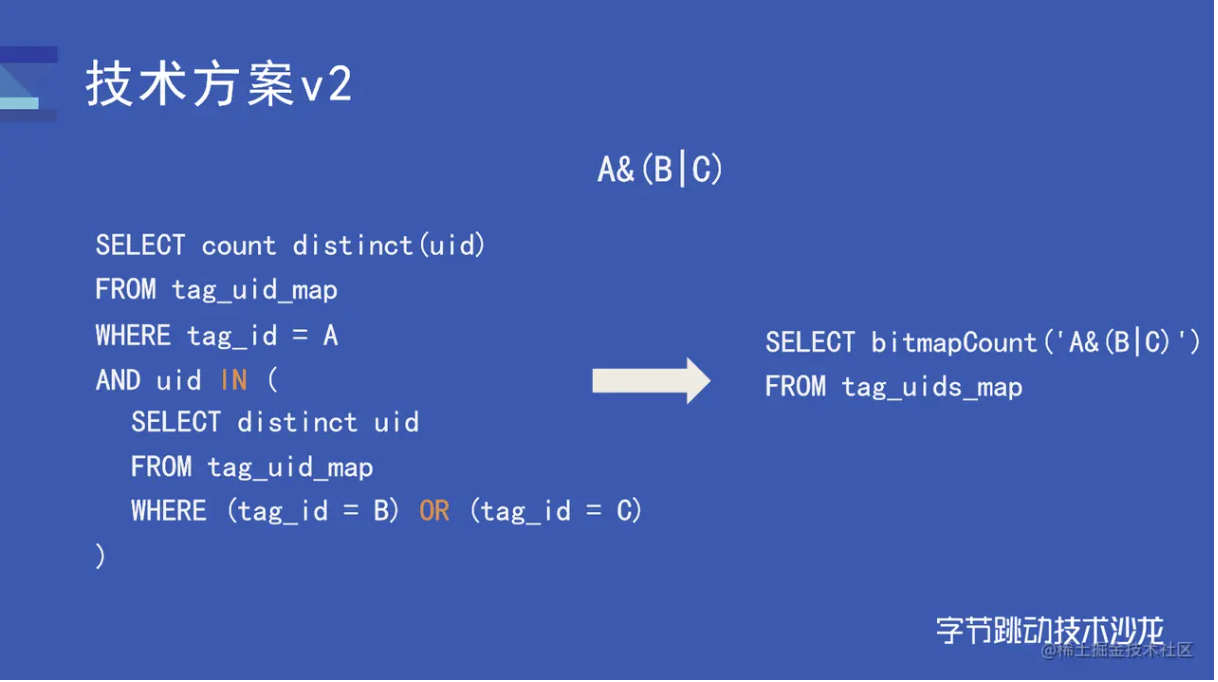 技术方案v2
A&(B|C)
SELECT count distinct(uid)
FROM tag_uid_map
WHERE tag_id = A
AND uid IN (
SELECT distinct uid
FROM tag_uid_map
WHERE (tag_id = B) OR (tag_id = C)
)
SELECT bitmapCount('A&(B|C)')
FROM tag_uids_map
字节跳动技术沙龙
@稀土掘金技术社区